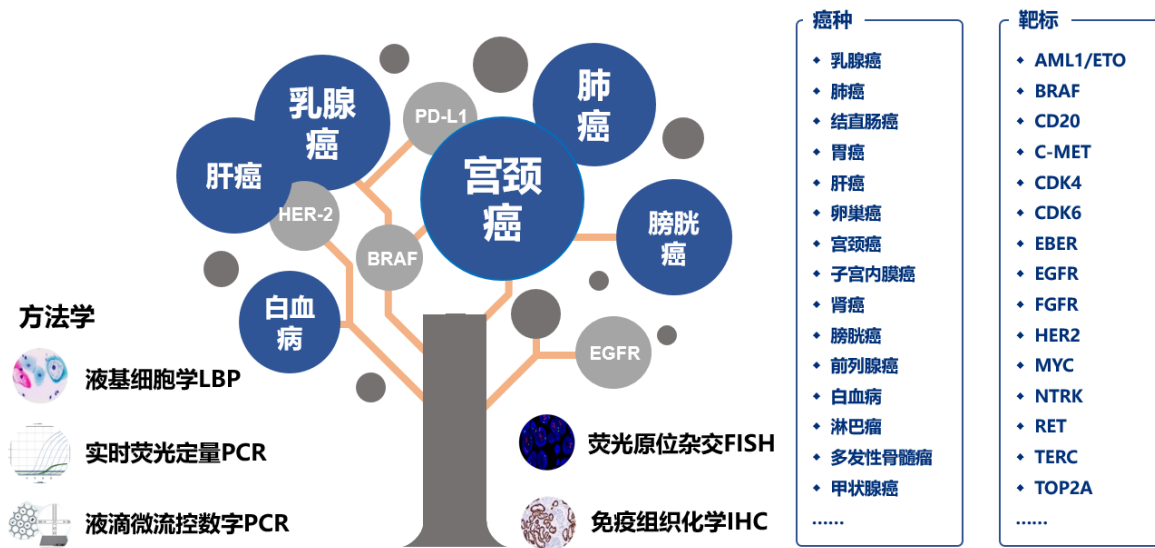 乳腺
癌
肝癌
PD-L1
肺
癌
宫颈
癌
HER-2
BRAF
膀胱
癌
白血
病
EGFR
方法学
液基细胞学LBP
实时荧光定量PCR
液滴微流控数字PCR
荧光原位杂交FISH
免疫组织化学IHC
癌种
乳腺癌
肺癌
结直肠癌
胃癌
肝癌
卵巢癌
宫颈癌
子宫内膜癌
肾癌
膀胱癌
前列腺癌
白血病
淋巴瘤
多发性骨髓瘤
甲状腺癌
......
靶标
AML1/ETO
BRAF
CD20
C-MET
CDK4
CDK6
EBER
EGFR
FGFR
HER2
MYC
NTRK
RET
TERC
TOP2A
......